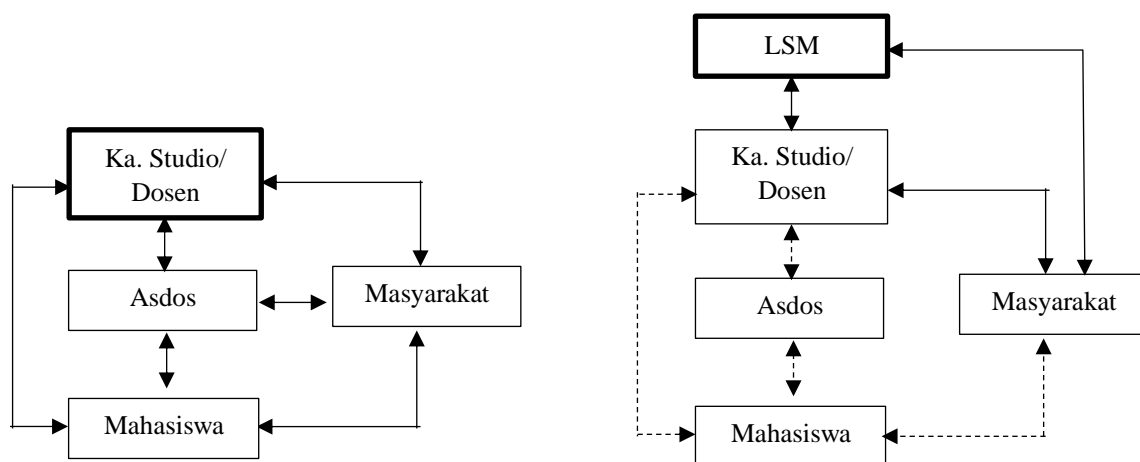 Ka. Studio/
Dosen
Asdos
Masyarakat
Mahasiswa
LSM
Ka. Studio/
Dosen
Asdos
Masyarakat
Mahasiswa